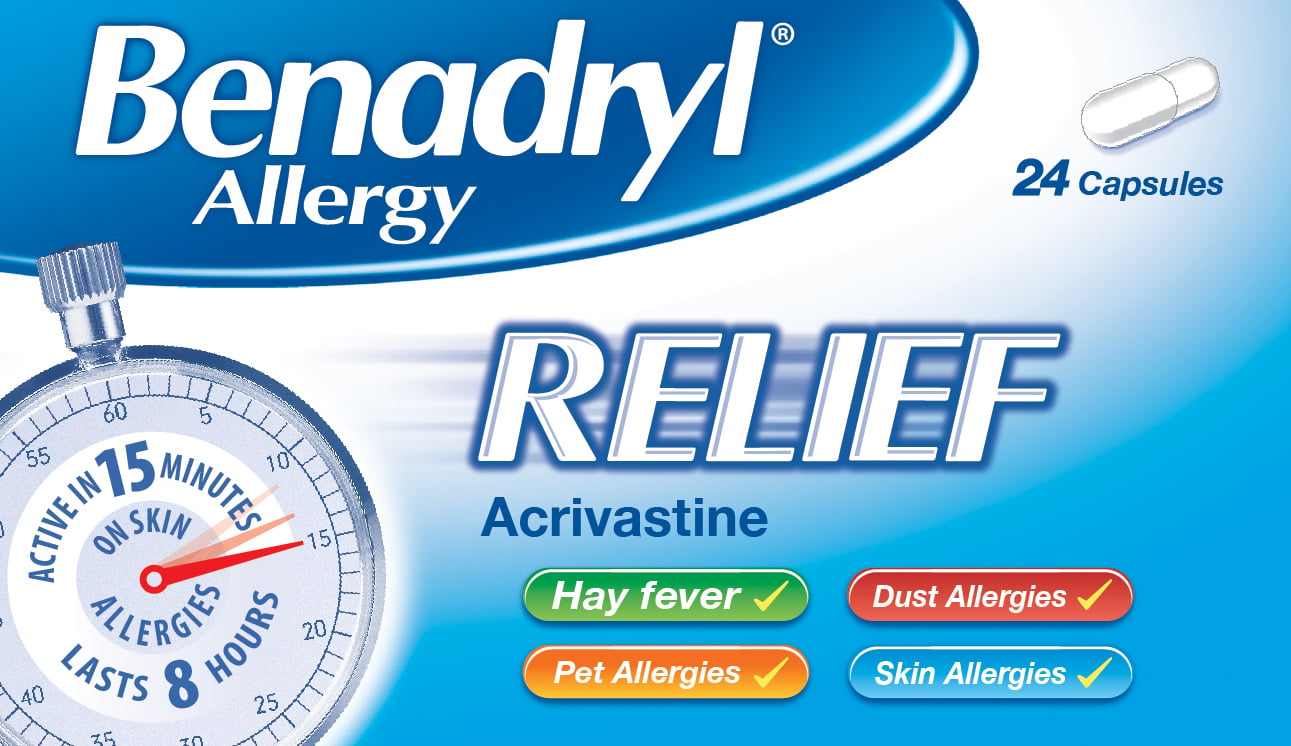 Benadryl®
Allergy
24 Capsules
RELIEF
Acrivastine
Hay fever
Dust Allergies
Pet Allergies
Skin Allergies
60
5
10
15
20
25
30
35
40
55
ACTIVE IN 15 MINUTES
ON SKIN
ALLERGIES
LASTS 8 HOURS